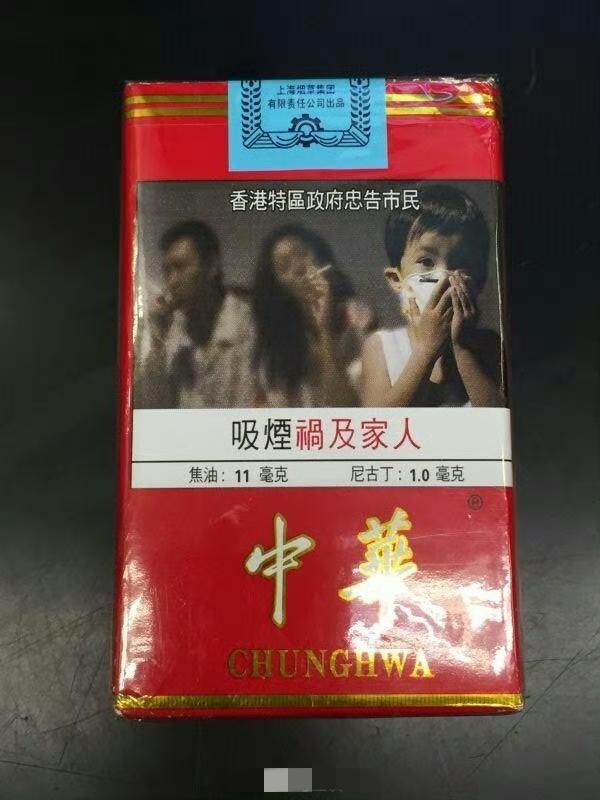 上海烟草集团
有限责任公司出品
香港特區政府忠告市民
吸煙禍及家人
焦油: 11 毫克 尼古丁: 1.0 毫克
®
中華
CHUNGHWA